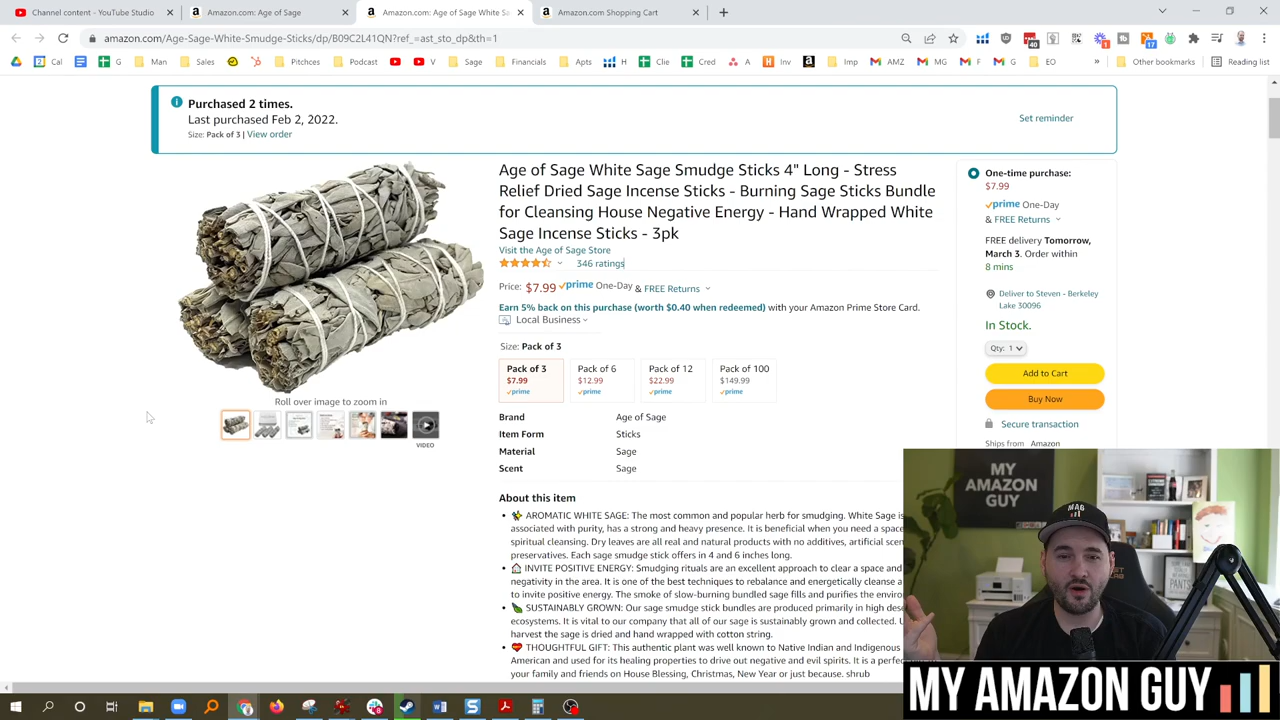 Channel content - YouTube Studio
Amazon.com: Age of Sage
Amazon.com: Age of Sage White Sa
Amazon.com Shopping Cart
amazon.com/Age-Sage-White-Smudge-Sticks/dp/B09C2L41QN?ref_=ast_sto_dp&th=1
Cal G Man Sales Pitchces Podcast V Sage Financials Apts H Clie Cred A Inv Imp AMZ MG F G EO Other bookmarks Reading list
Purchased 2 times.
Last purchased Feb 2, 2022.
Size: Pack of 3 | View order
Set reminder
Age of Sage White Sage Smudge Sticks 4" Long - Stress
Relief Dried Sage Incense Sticks - Burning Sage Sticks Bundle
for Cleansing House Negative Energy - Hand Wrapped White
Sage Incense Sticks - 3pk
Visit the Age of Sage Store
346 ratings
Price: $7.99 prime One-Day & FREE Returns
Earn 5% back on this purchase (worth $0.40 when redeemed) with your Amazon Prime Store Card.
Local Business
Size: Pack of 3
Pack of 3
$7.99
prime
Pack of 6
$12.99
prime
Pack of 12
$22.99
prime
Pack of 100
$149.99
prime
Roll over image to zoom in
VIDEO
Brand Age of Sage
Item Form Sticks
Material Sage
Scent Sage
About this item
AROMATIC WHITE SAGE: The most common and popular herb for smudging. White Sage is
associated with purity, has a strong and heavy presence. It is beneficial when you need a space
spiritual cleansing. Dry leaves are all real and natural products with no additives, artificial scen
preservatives. Each sage smudge stick offers in 4 and 6 inches long.
INVITE POSITIVE ENERGY: Smudging rituals are an excellent approach to clear a space and
negativity in the area. It is one of the best techniques to rebalance and energetically cleanse a
to invite positive energy. The smoke of slow-burning bundled sage fills and purifies the enviro
SUSTAINABLY GROWN: Our sage smudge stick bundles are produced primarily in high dese
ecosystems. It is vital to our company that all of our sage is sustainably grown and collected. U
harvest the sage is dried and hand wrapped with cotton string.
THOUGHTFUL GIFT: This authentic plant was well known to Native Indian and Indigenous
American and used for its healing properties to drive out negative and evil spirits. It is a perfe
your family and friends on House Blessing, Christmas, New Year or just because. shrub
One-time purchase:
$7.99
prime One-Day
& FREE Returns
FREE delivery Tomorrow,
March 3. Order within
8 mins
Deliver to Steven - Berkeley
Lake 30096
In Stock.
Qty: 1
Add to Cart
Buy Now
Secure transaction
Ships from Amazon
MY
AMAZON
GUY
MAG
PANTS
MY AMAZON GUY